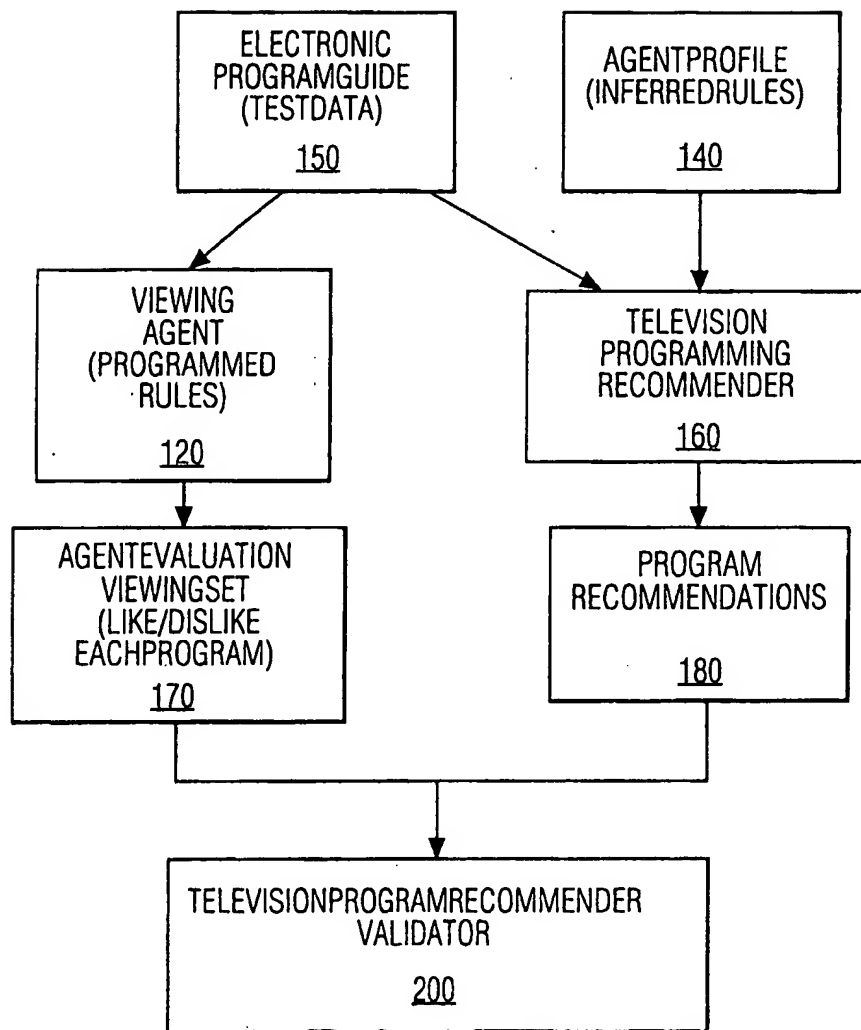 ELECTRONIC
PROGRAMGUIDE
(TESTDATA)
150
AGENTPROFILE
(INFERREDRULES)
140
VIEWING
AGENT
(PROGRAMMED
RULES)
120
TELEVISION
PROGRAMMING
RECOMMENDER
160
AGENTEVALUATION
VIEWINGSET
(LIKE/DISLIKE
EACHPROGRAM)
170
PROGRAM
RECOMMENDATIONS
180
TELEVISIONPROGRAMRECOMMENDER
VALIDATOR
200